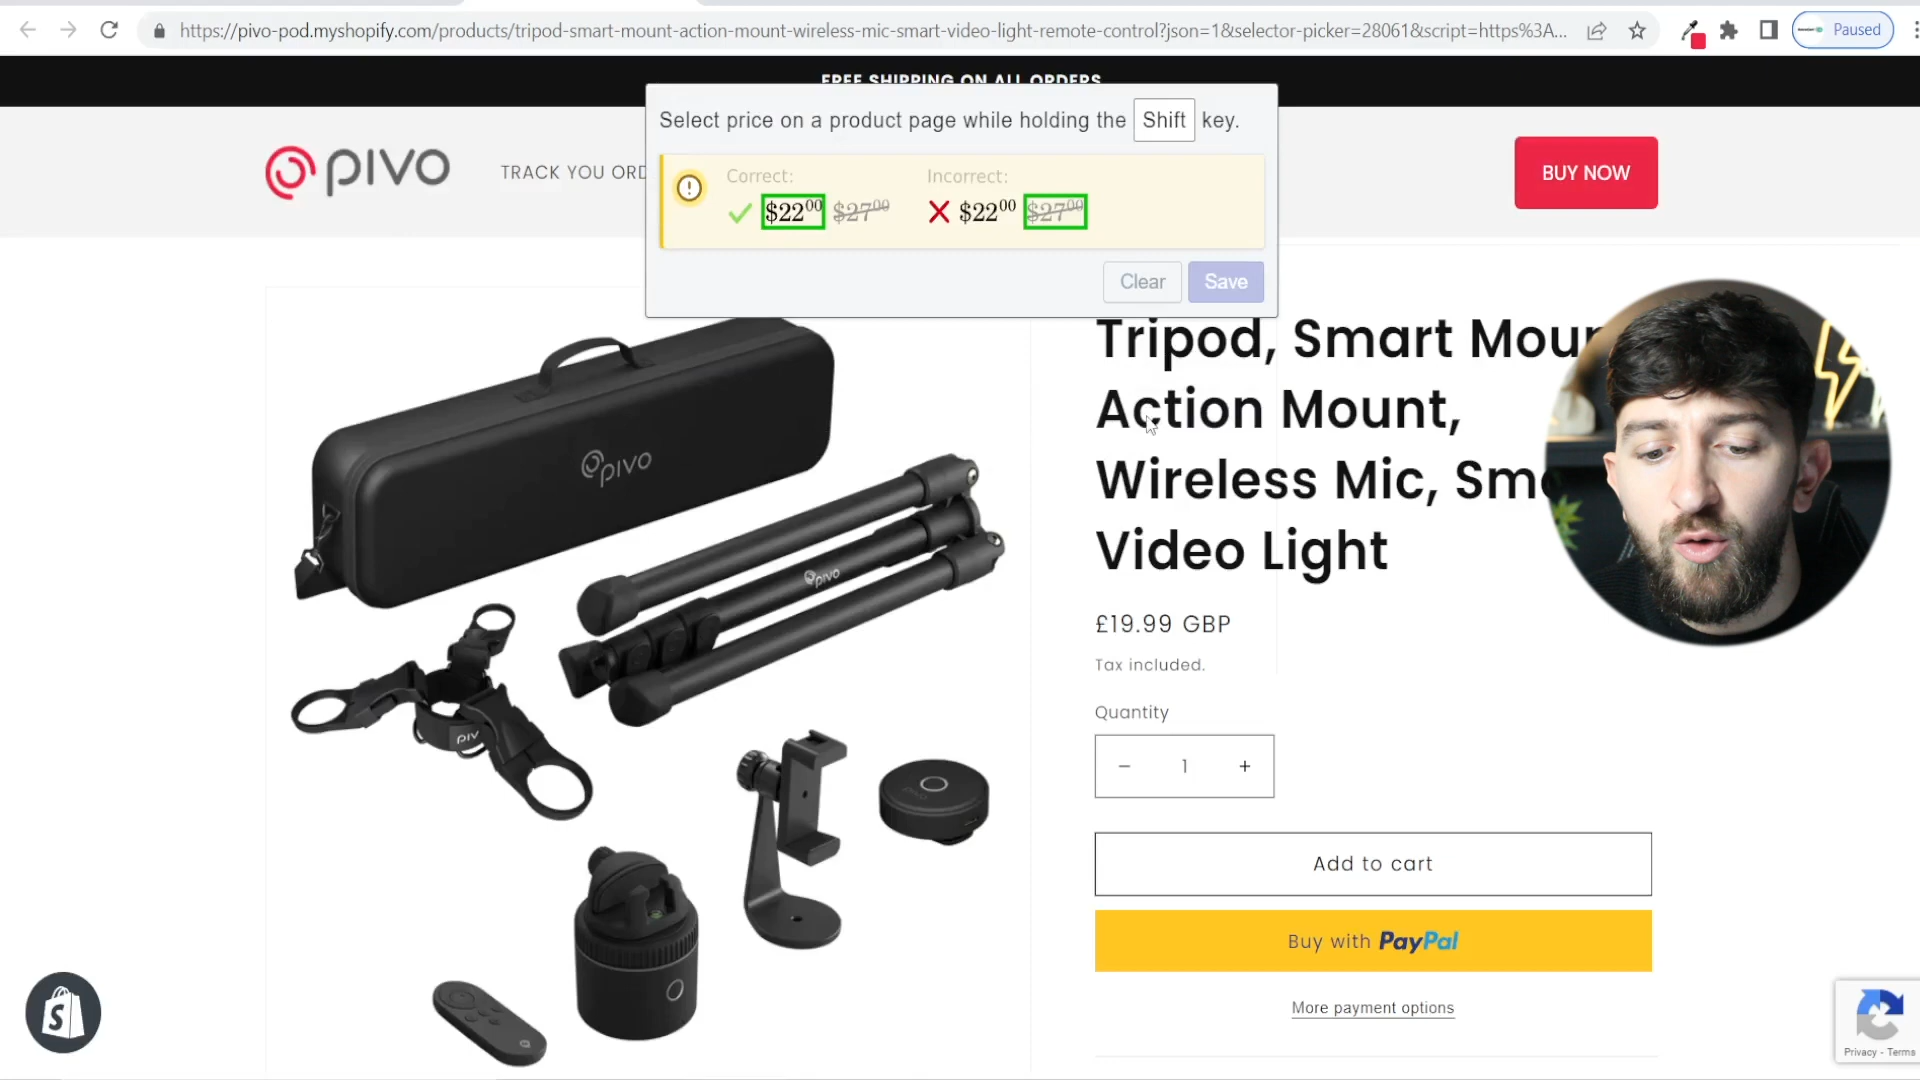 https://pivo-pod.myshopify.com/products/tripod-smart-mount-action-mount-wireless-mic-smart-video-light-remote-control?json=1&selector-picker=28061&script=https%3A...
Paused
FREE SHIPPING ON ALL ORDERS
Select price on a product page while holding the Shift key.
Correct:
Incorrect:
$22⁰⁰ $27⁰⁰
$22⁰⁰ $27⁰⁰
Clear
Save
PIVO
TRACK YOU ORD
BUY NOW
Tripod, Smart Moun
Action Mount,
Wireless Mic, Sm
Video Light
£19.99 GBP
Tax included.
Quantity
− 1 +
Add to cart
Buy with PayPal
More payment options
PIVO
PIVO
PIV
Privacy - Terms